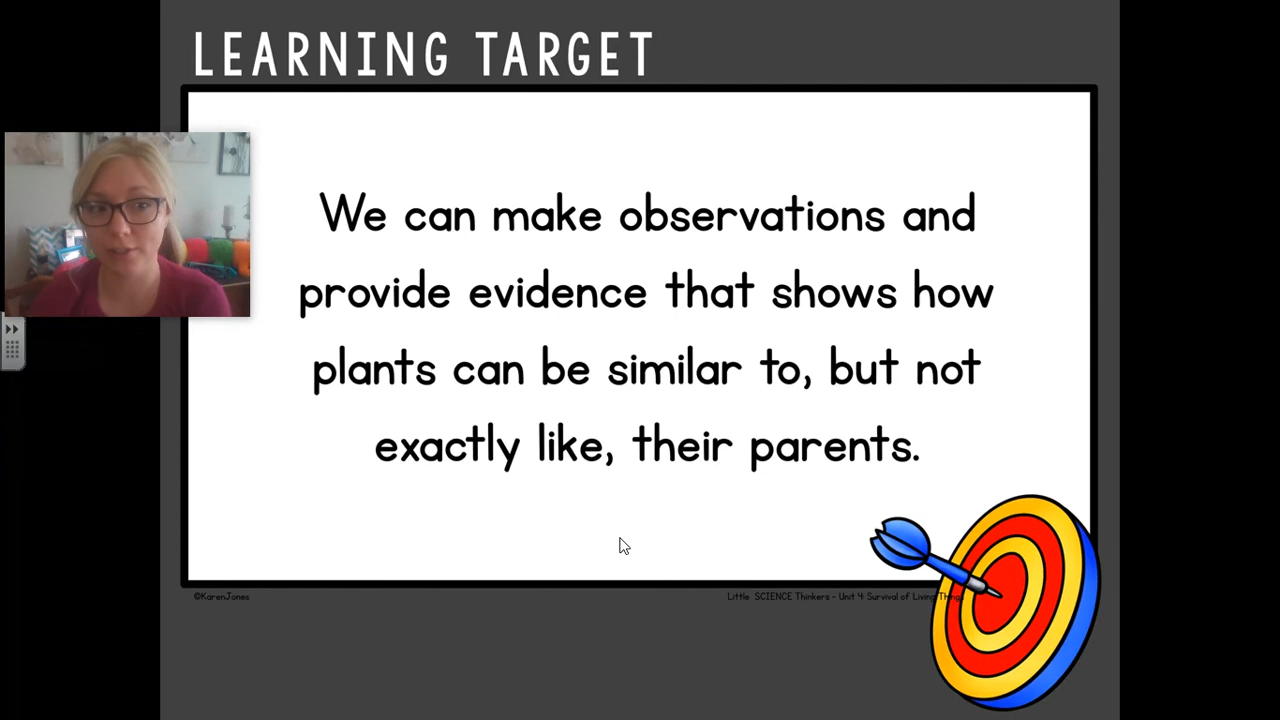 LEARNING TARGET
We can make observations and
provide evidence that shows how
plants can be similar to, but not
exactly like, their parents.
©KarenJones
Little SCIENCE Thinkers - Unit 4: Survival of Living Things